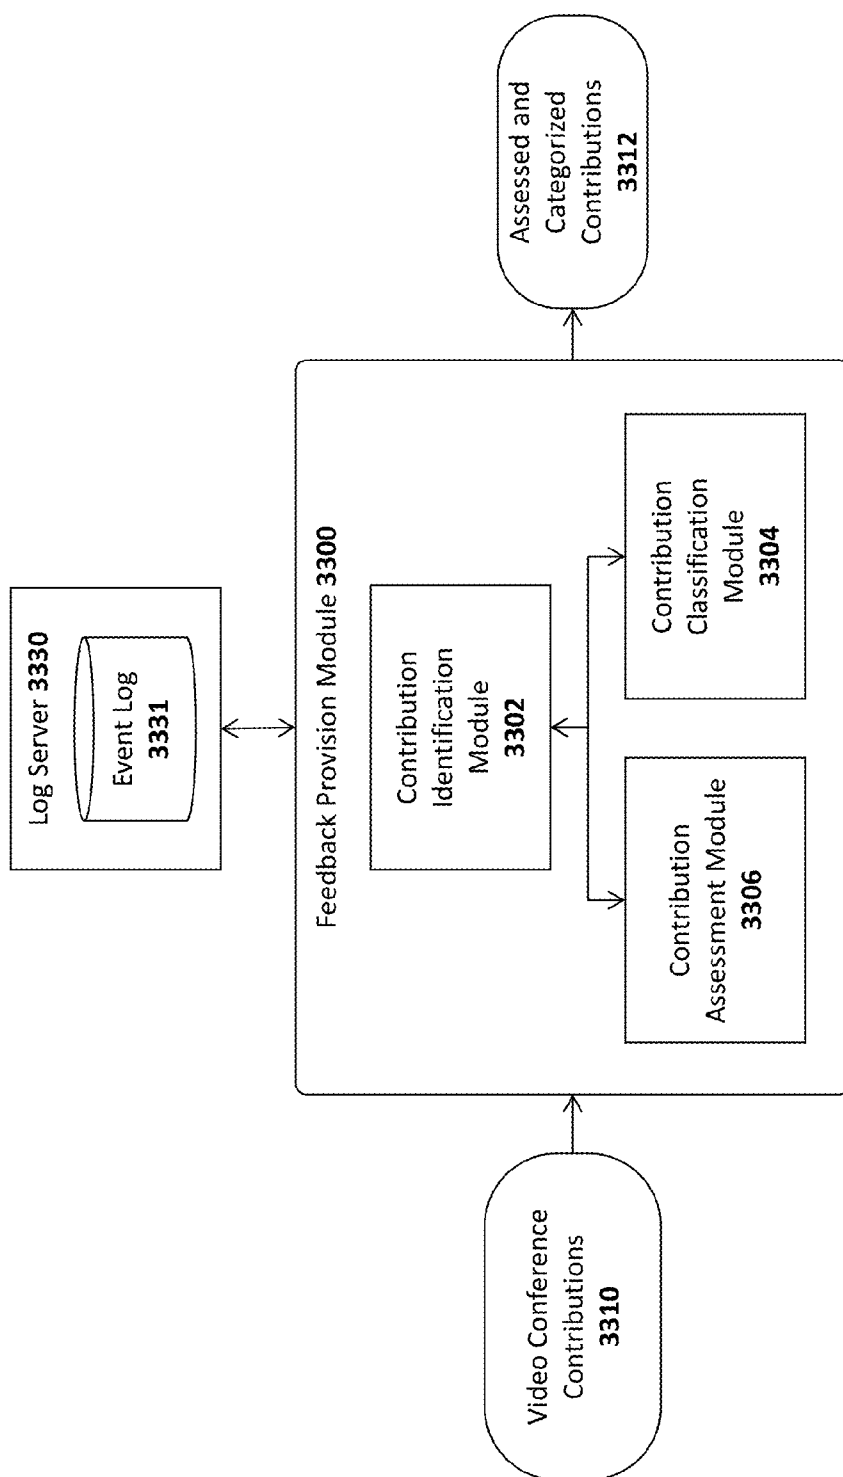 Log Server 3330
Event Log
3331
Feedback Provision Module 3300
Contribution
Identification
Module
3302
Contribution
Assessment Module
3306
Contribution
Classification
Module
3304
Video Conference
Contributions
3310
Assessed and
Categorized
Contributions
3312